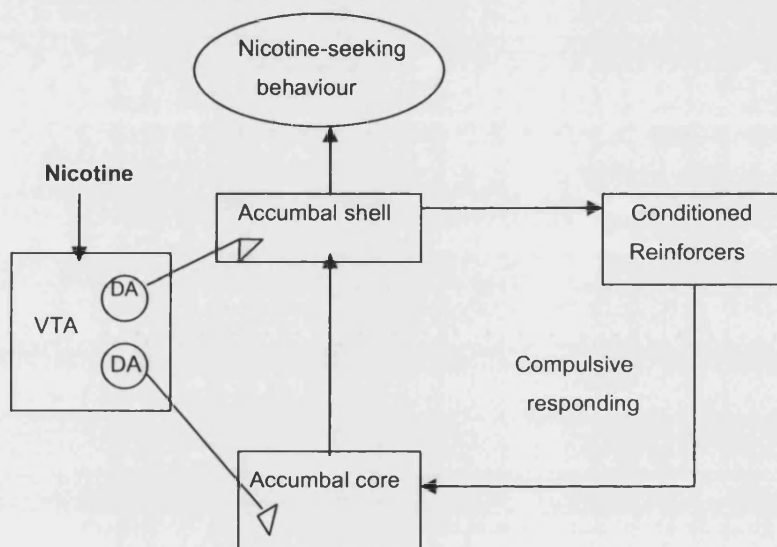 Nicotine-seeking
behaviour
Nicotine
Accumbal shell
Conditioned
Reinforcers
DA
VTA
DA
Compulsive
responding
Accumbal core